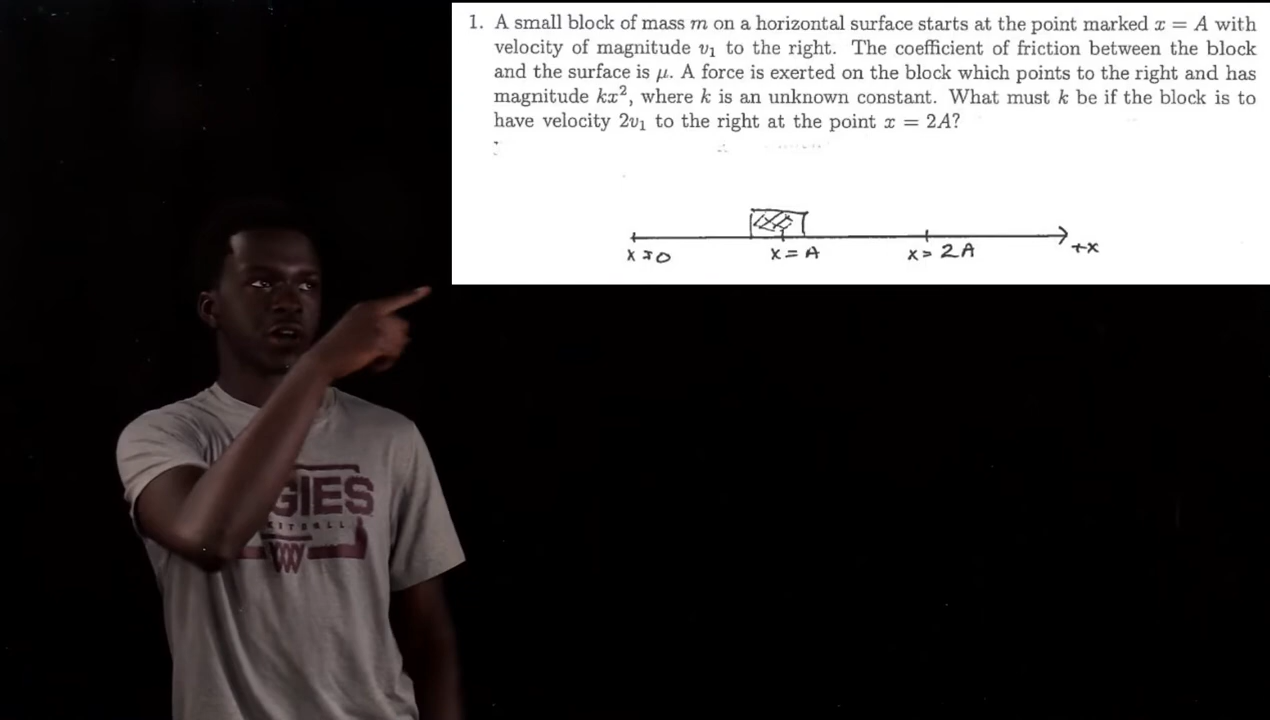 1. A small block of mass m on a horizontal surface starts at the point marked x = A with
velocity of magnitude v₁ to the right. The coefficient of friction between the block
and the surface is μ. A force is exerted on the block which points to the right and has
magnitude kx², where k is an unknown constant. What must k be if the block is to
have velocity 2v₁ to the right at the point x = 2A?
x = 0
x = A
x = 2A
+x
GIES